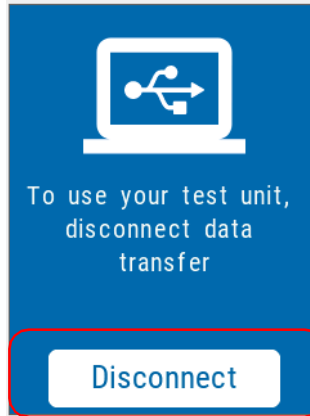 To use your test unit,
disconnect data
transfer
Disconnect